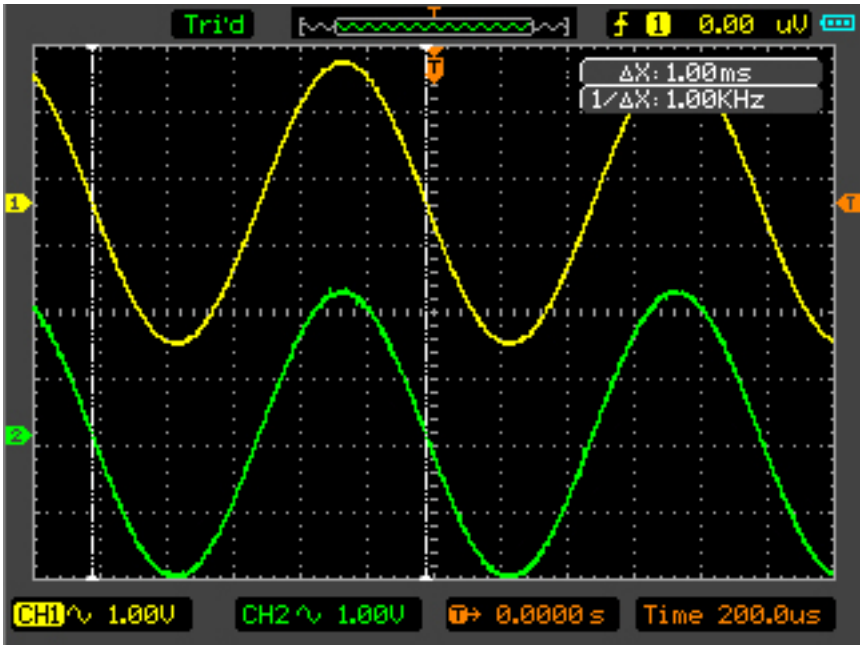 Tri'd T ƒ 1 0.00 uV
T
ΔX: 1.00ms
1/ΔX: 1.00KHz
1 T
2
CH1∿ 1.00V CH2∿ 1.00V T→ 0.0000s Time 200.0us